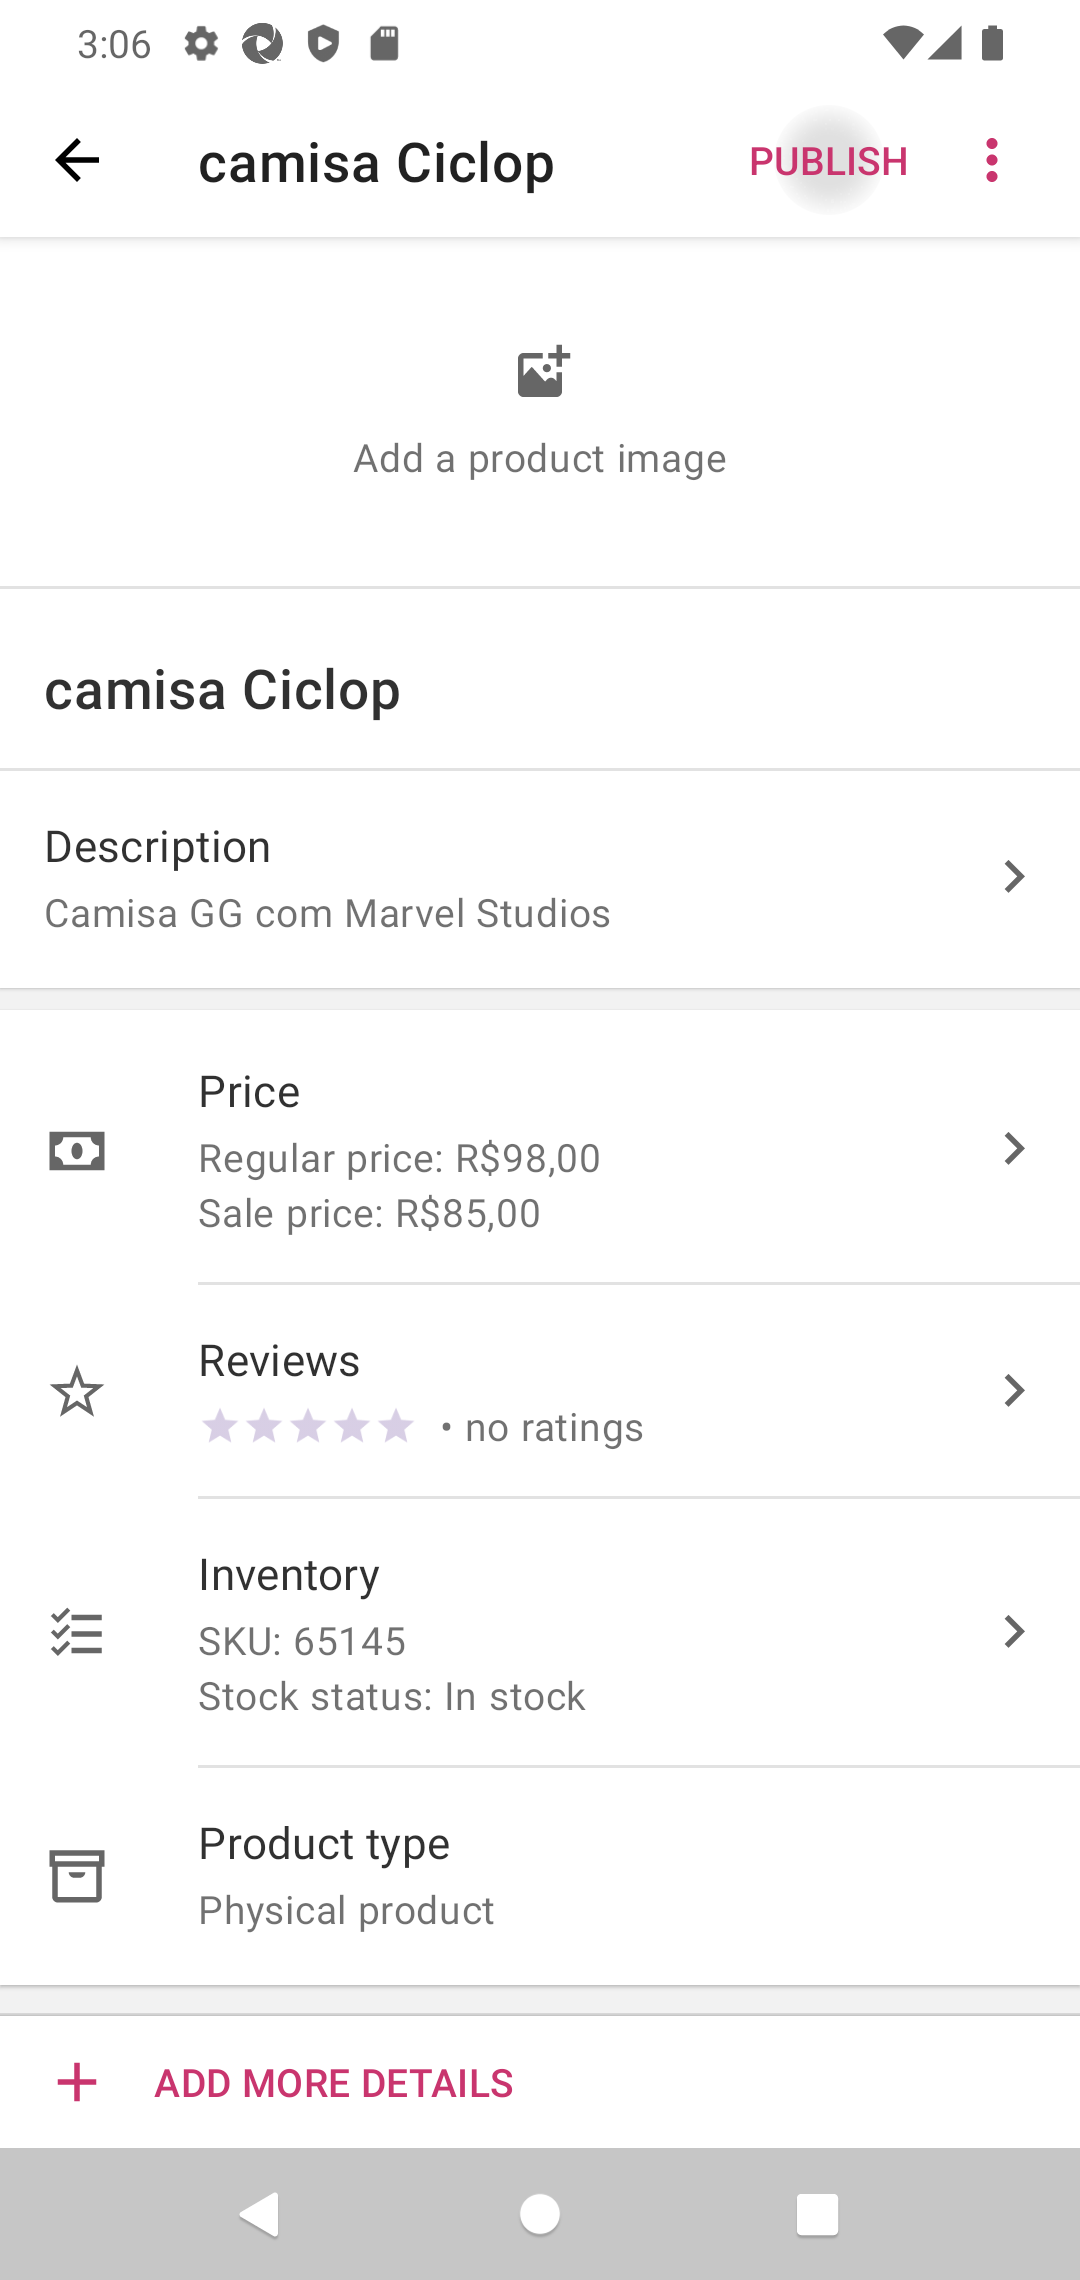 3:06
camisa Ciclop
PUBLISH
Add a product image
camisa Ciclop
Description
Camisa GG com Marvel Studios
Price
Regular price: R$98,00
Sale price: R$85,00
Reviews
• no ratings
Inventory
SKU: 65145
Stock status: In stock
Product type
Physical product
ADD MORE DETAILS